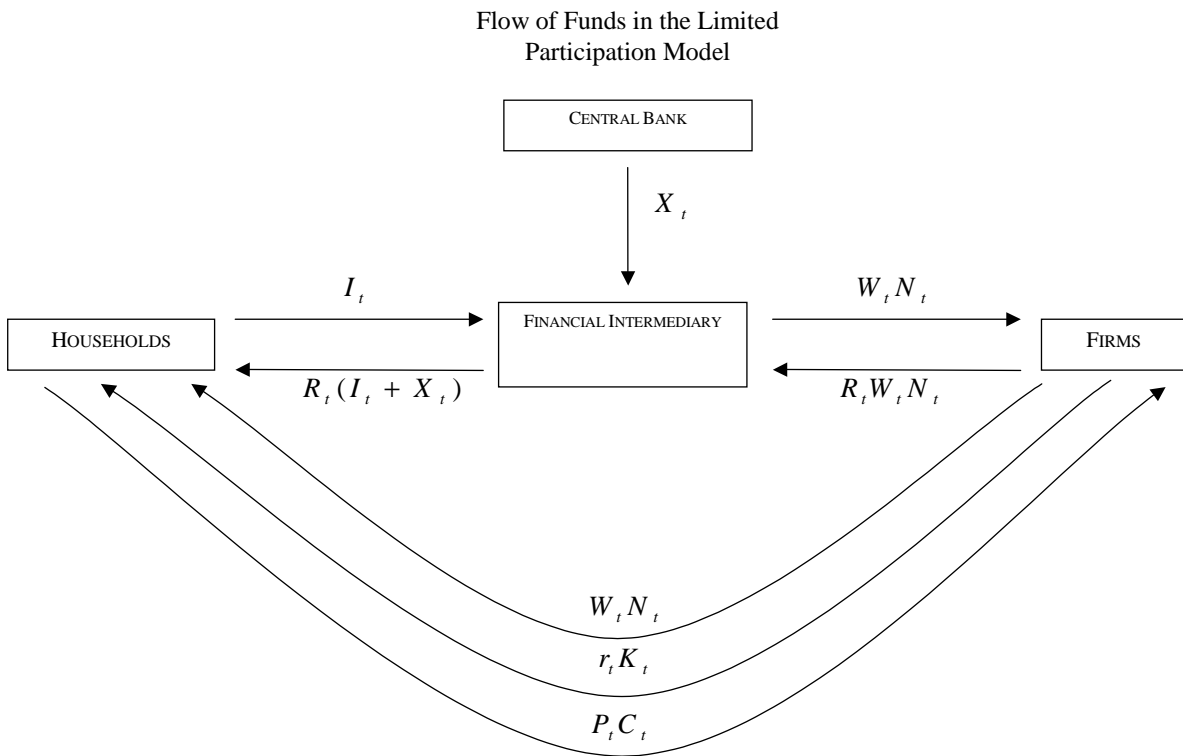 Flow of Funds in the Limited
Participation Model
CENTRAL BANK
X_t
I_t
W_t N_t
HOUSEHOLDS
FINANCIAL INTERMEDIARY
FIRMS
R_t (I_t + X_t)
R_t W_t N_t
W_t N_t
r_t K_t
P_t C_t